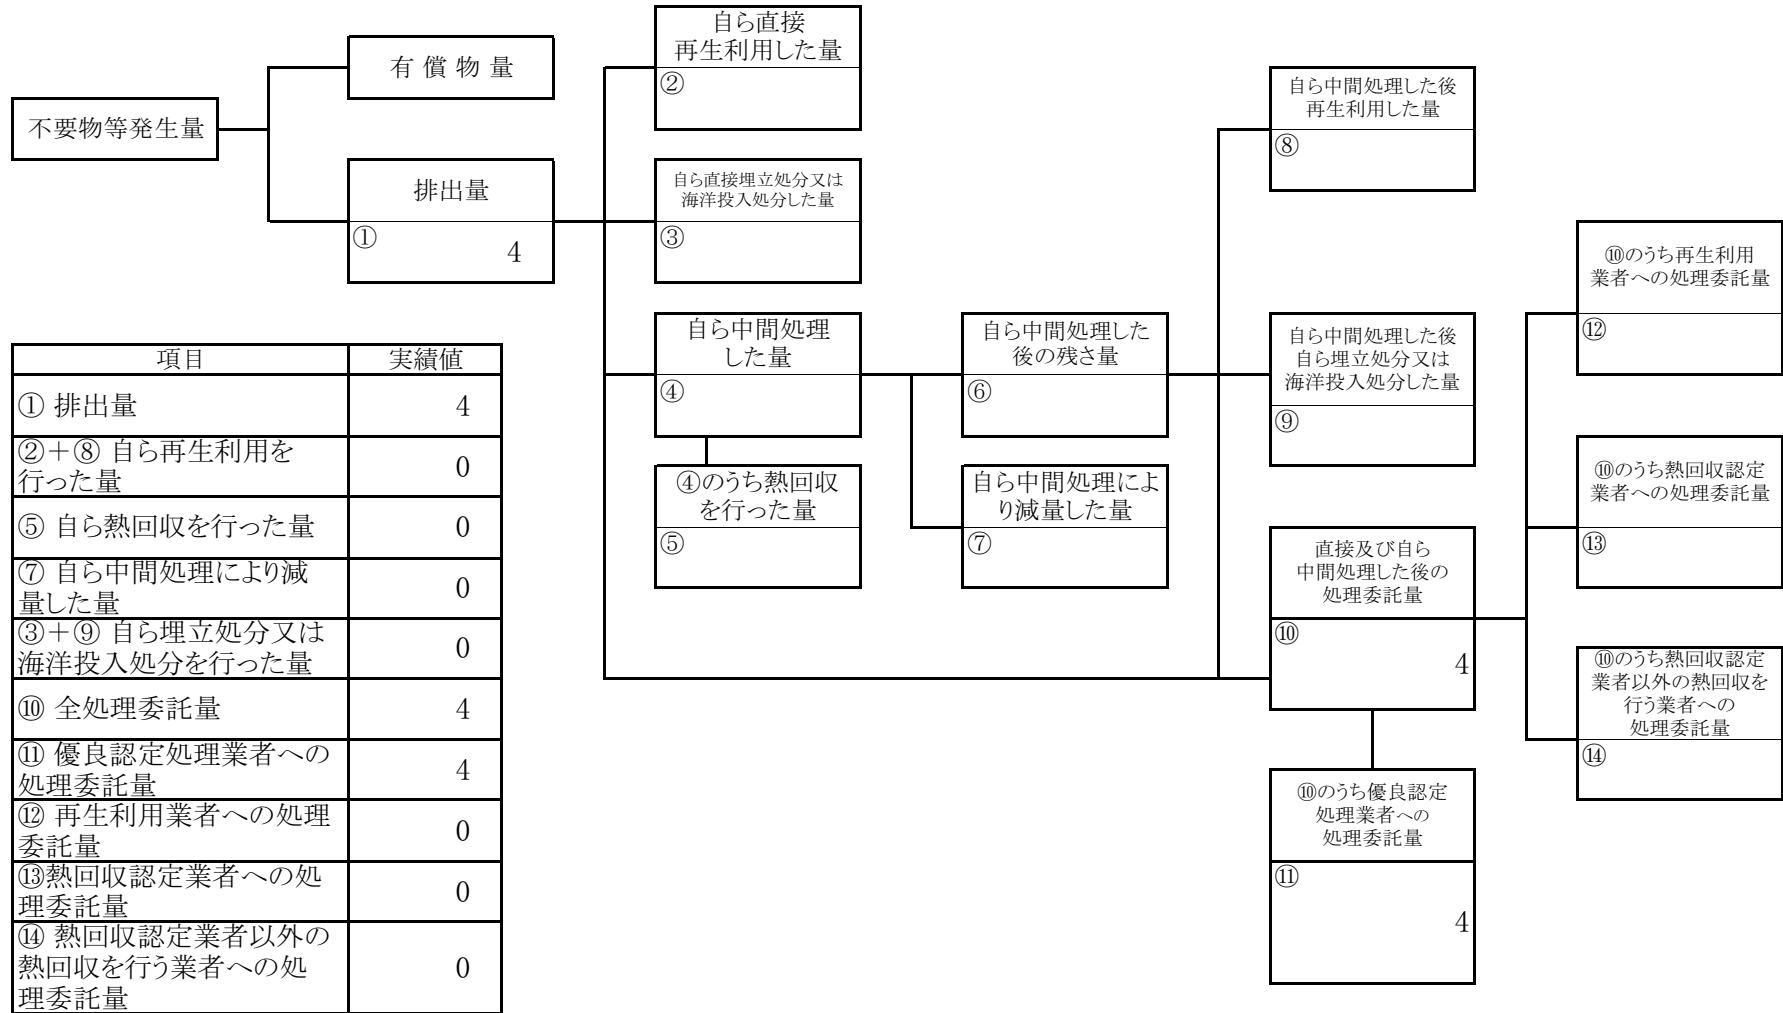 不要物等発生量
有 償 物 量
排出量
①
4
自ら直接
再生利用した量
②
自ら直接埋立処分又は
海洋投入処分した量
③
自ら中間処理
した量
④
④のうち熱回収
を行った量
⑤
自ら中間処理した
後の残さ量
⑥
自ら中間処理によ
り減量した量
⑦
自ら中間処理した後
再生利用した量
⑧
自ら中間処理した後
自ら埋立処分又は
海洋投入処分した量
⑨
直接及び自ら
中間処理した後の
処理委託量
⑩
4
⑩のうち優良認定
処理業者への
処理委託量
⑪
4
⑩のうち再生利用
業者への処理委託量
⑫
⑩のうち熱回収認定
業者への処理委託量
⑬
⑩のうち熱回収認定
業者以外の熱回収を
行う業者への
処理委託量
⑭
項目 実績値
① 排出量 4
②＋⑧ 自ら再生利用を
行った量 0
⑤ 自ら熱回収を行った量 0
⑦ 自ら中間処理により減
量した量 0
③＋⑨ 自ら埋立処分又は
海洋投入処分を行った量 0
⑩ 全処理委託量 4
⑪ 優良認定処理業者への
処理委託量 4
⑫ 再生利用業者への処理
委託量 0
⑬熱回収認定業者への処
理委託量 0
⑭ 熱回収認定業者以外の
熱回収を行う業者への処
理委託量 0